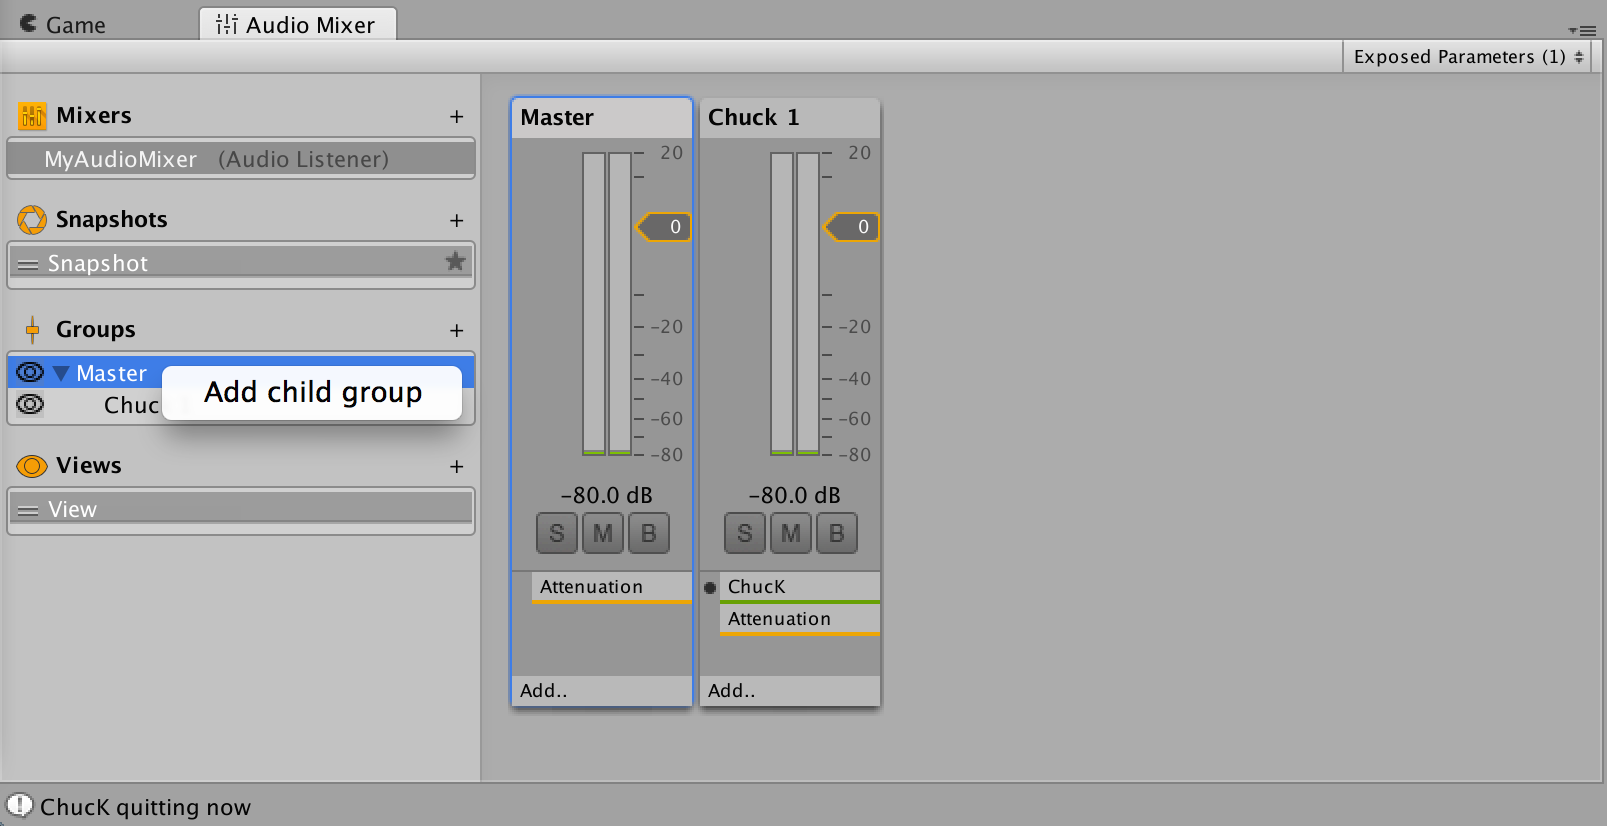 Game
Audio Mixer
Exposed Parameters (1)
Mixers +
MyAudioMixer (Audio Listener)
Snapshots +
Snapshot
Groups +
Master
Add child group
Views +
View
Master
20
0
-20
-40
-60
-80
-80.0 dB
S M B
Attenuation
Add..
Chuck 1
20
0
-20
-40
-60
-80
-80.0 dB
S M B
ChucK
Attenuation
Add..
ChucK quitting now